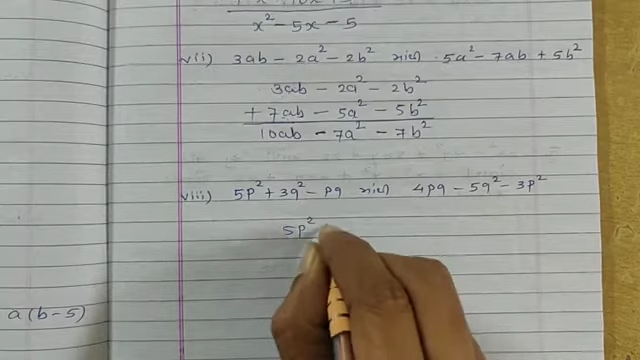 x² - 5x - 5
vii) 3ab - 2a² - 2b² 5a² - 7ab + 5b²
3ab - 2a² - 2b²
+ 7ab - 5a² - 5b²
10ab - 7a² - 7b²
viii) 5p² + 3q² - pq 4pq - 5q² - 3p²
5p²
a(b-5)